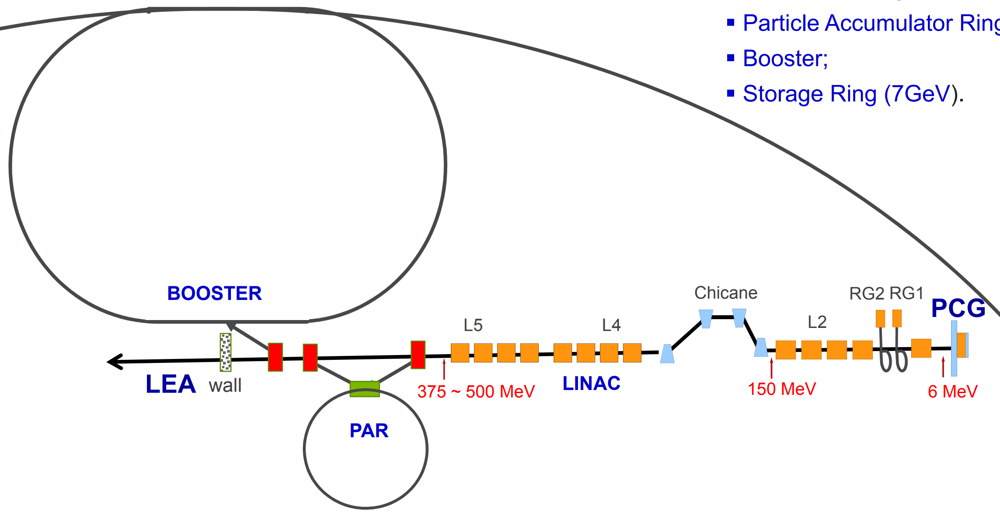 Particle Accumulator Ring
Booster;
Storage Ring (7GeV).
BOOSTER
Chicane
RG2 RG1
PCG
L5
L4
L2
LEA
wall
375 ~ 500 MeV
LINAC
150 MeV
6 MeV
PAR